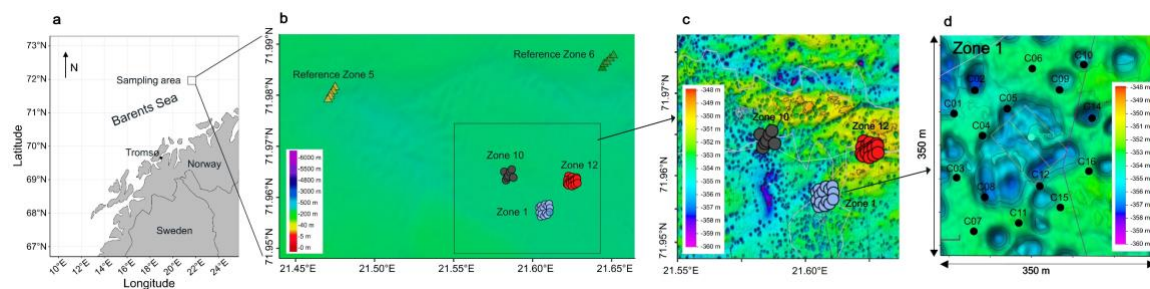 a
73°N
72°N
71°N
70°N
69°N
68°N
67°N
N
Sampling area
Barents Sea
Tromsø
Norway
Sweden
Latitude
10°E 12°E 14°E 16°E 18°E 20°E 22°E 24°E
Longitude
b
71.99°N
71.98°N
71.97°N
71.96°N
71.95°N
Reference Zone 5
Reference Zone 6
Zone 10
Zone 12
Zone 1
-6000 m
-200 m
-5 m
-0 m
21.45°E 21.50°E 21.55°E 21.60°E 21.65°E
c
71.97°N
71.96°N
71.95°N
-348 m
-349 m
-350 m
-351 m
-352 m
-353 m
-354 m
-355 m
-356 m
-357 m
-358 m
-359 m
-360 m
Zone 10
Zone 12
Zone 1
21.55°E 21.60°E
d
Zone 1
C06
C10
C02
C09
C01
C05
C14
C04
C03
C16
C12
C08
C15
C07
C11
-348 m
-349 m
-350 m
-351 m
-352 m
-353 m
-354 m
-355 m
-356 m
-357 m
-358 m
-359 m
-360 m
350 m
350 m